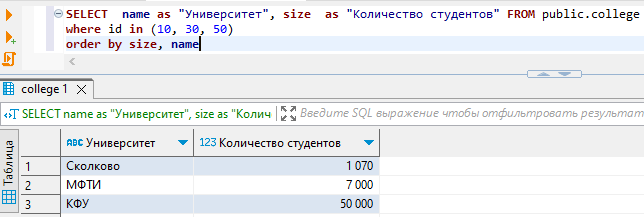 SELECT name as "Университет", size as "Количество студентов" FROM public.college
where id in (10, 30, 50)
order by size, name
college 1
SELECT name as "Университет", size as "Колич
Введите SQL выражение чтобы отфильтровать результат
Таблица
ABC Университет 123 Количество студентов
1 Сколково 1 070
2 МФТИ 7 000
3 КФУ 50 000